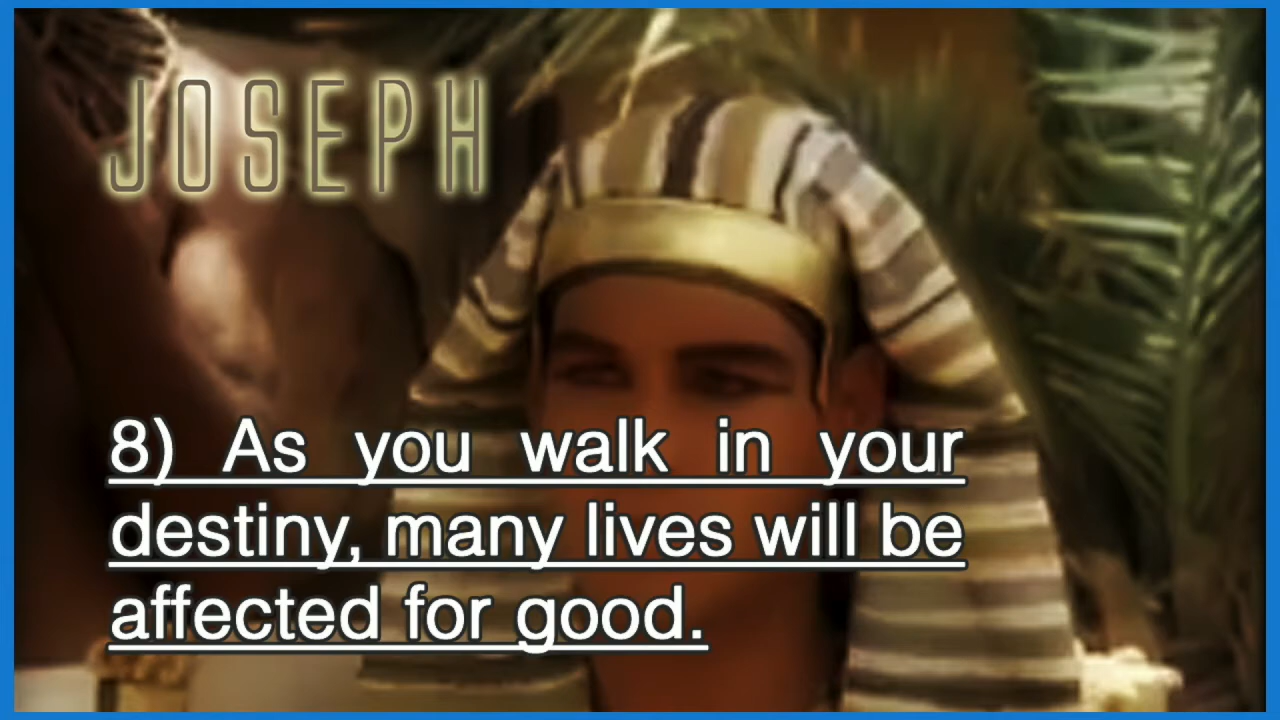 JOSEPH
8) As you walk in your
destiny, many lives will be
affected for good.